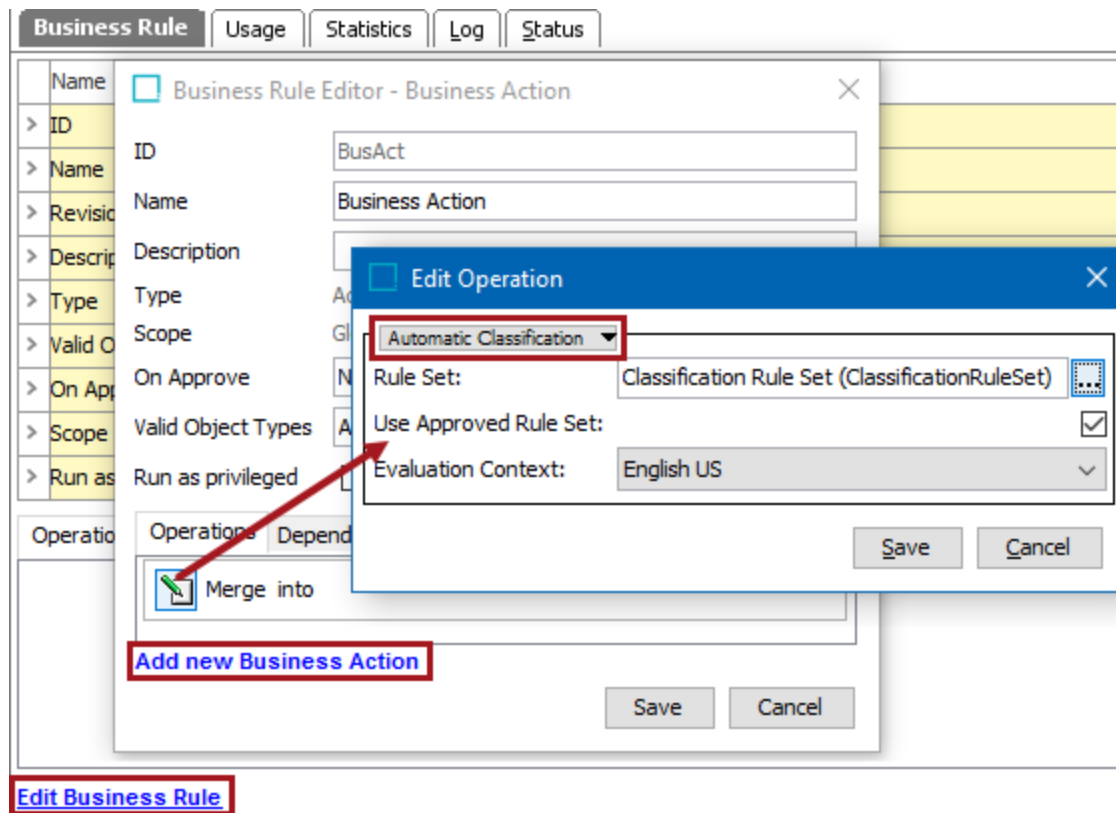 Business Rule Usage Statistics Log Status
Name
Business Rule Editor - Business Action
> ID
> Name
> 
> 
> Type
> Valid
> On
> Scope
> Run as
ID BusAct
Name Business Action
Description
Type
Scope
On Approve
Valid Object Types
Run as privileged
Operations
Merge into
Add new Business Action
Save Cancel
Edit Operation
Automatic Classification
Rule Set: Classification Rule Set (ClassificationRuleSet) ...
Use Approved Rule Set:
Evaluation Context: English US
Save Cancel
Edit Business Rule